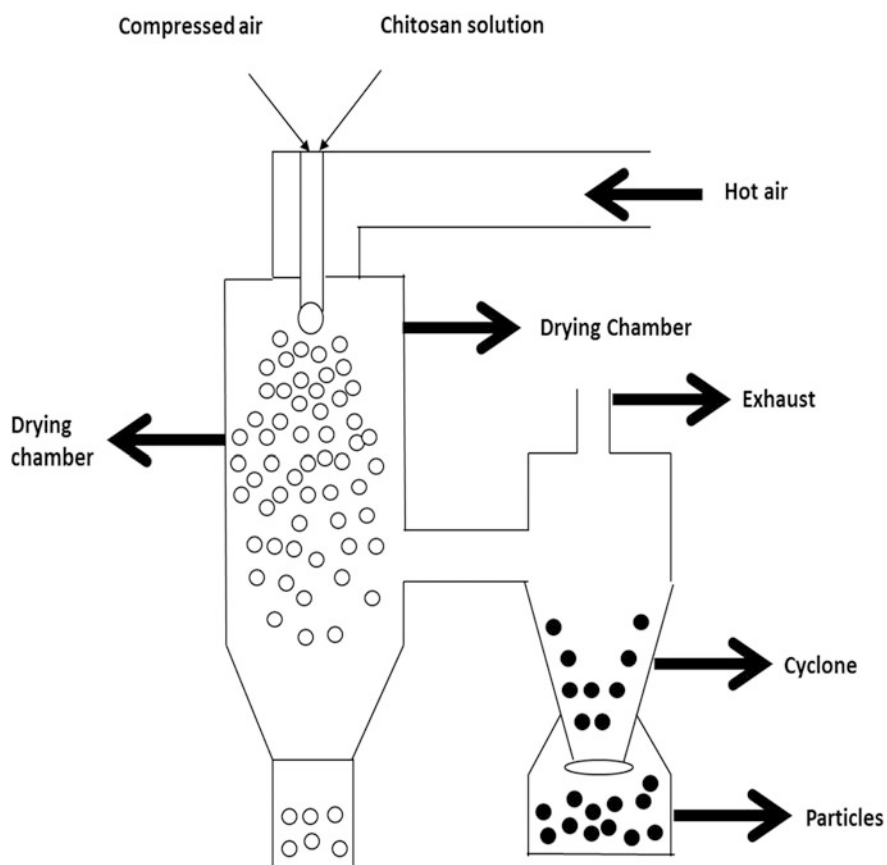 Compressed air
Chitosan solution
Hot air
Drying Chamber
Exhaust
Drying
chamber
Cyclone
Particles